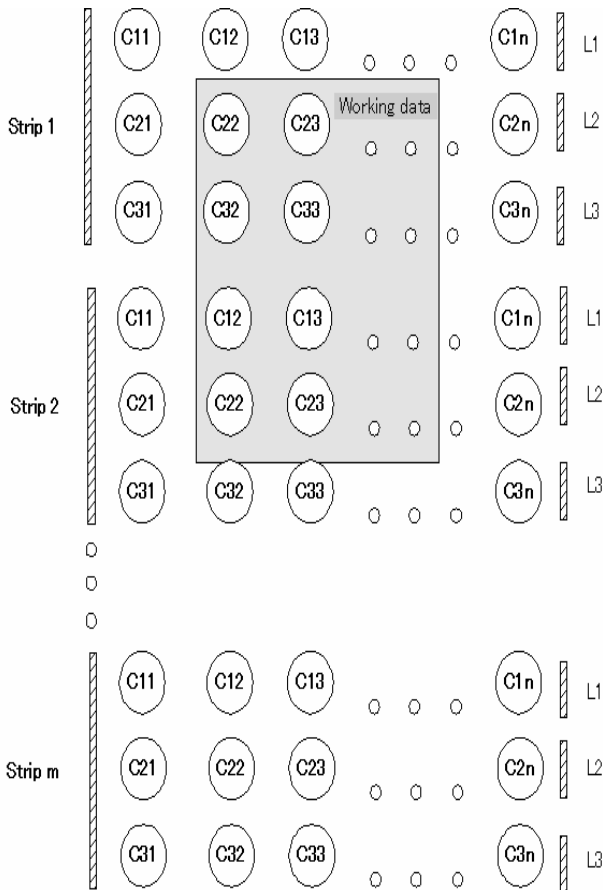 C11 C12 C13 C1n L1
Working data
Strip 1 C21 C22 C23 C2n L2
C31 C32 C33 C3n L3
C11 C12 C13 C1n L1
Strip 2 C21 C22 C23 C2n L2
C31 C32 C33 C3n L3
C11 C12 C13 C1n L1
Strip m C21 C22 C23 C2n L2
C31 C32 C33 C3n L3